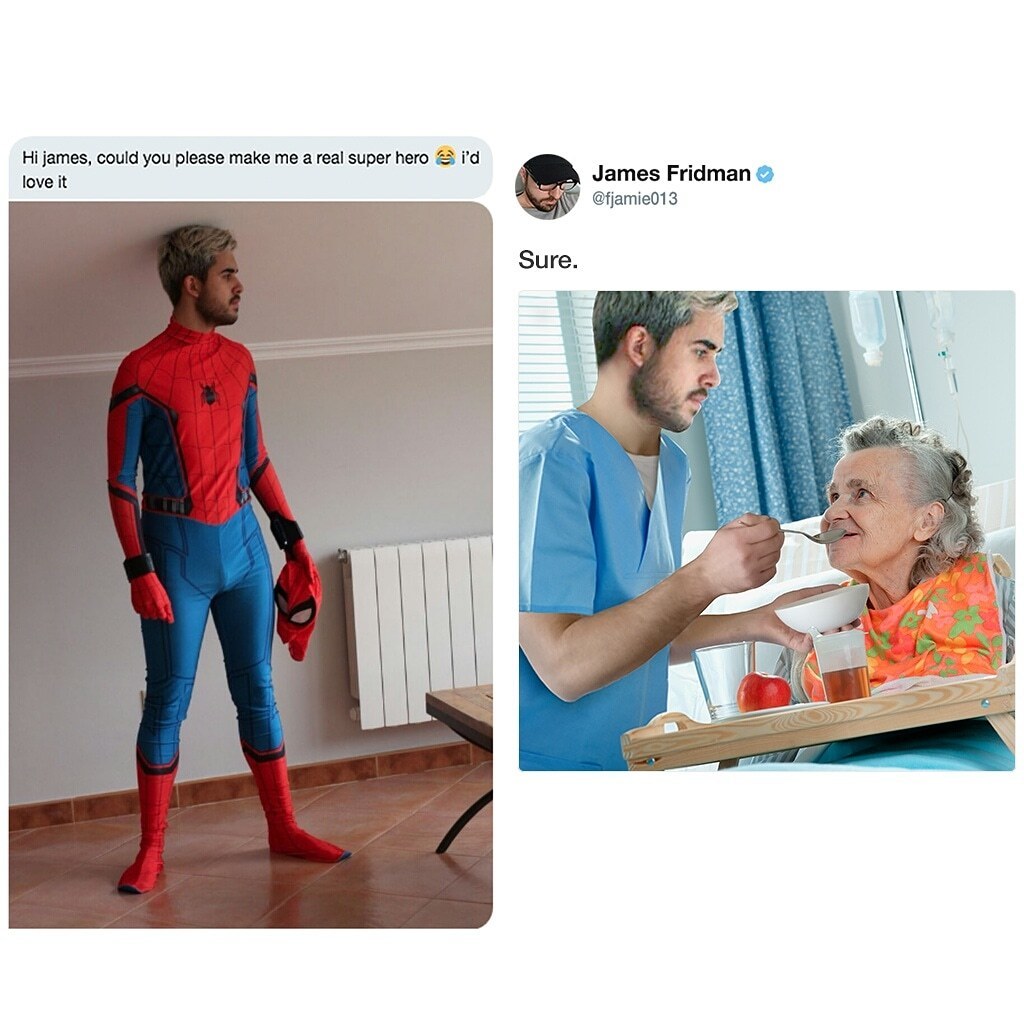 Hi james, could you please make me a real super hero 😂 i'd
love it
James Fridman
@fjamie013
Sure.